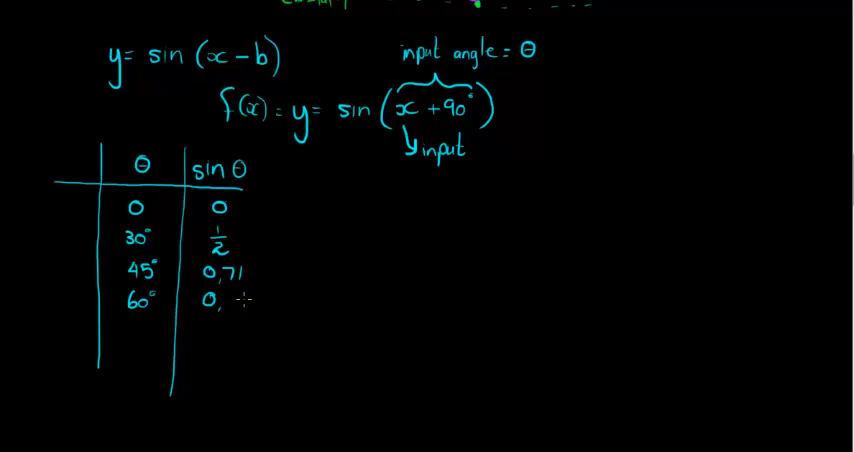 y = sin (x - b)
input angle = θ
f(x) = y = sin (x + 90°)
input
θ sin θ
0 0
30° 1/2
45° 0,71
60° 0,